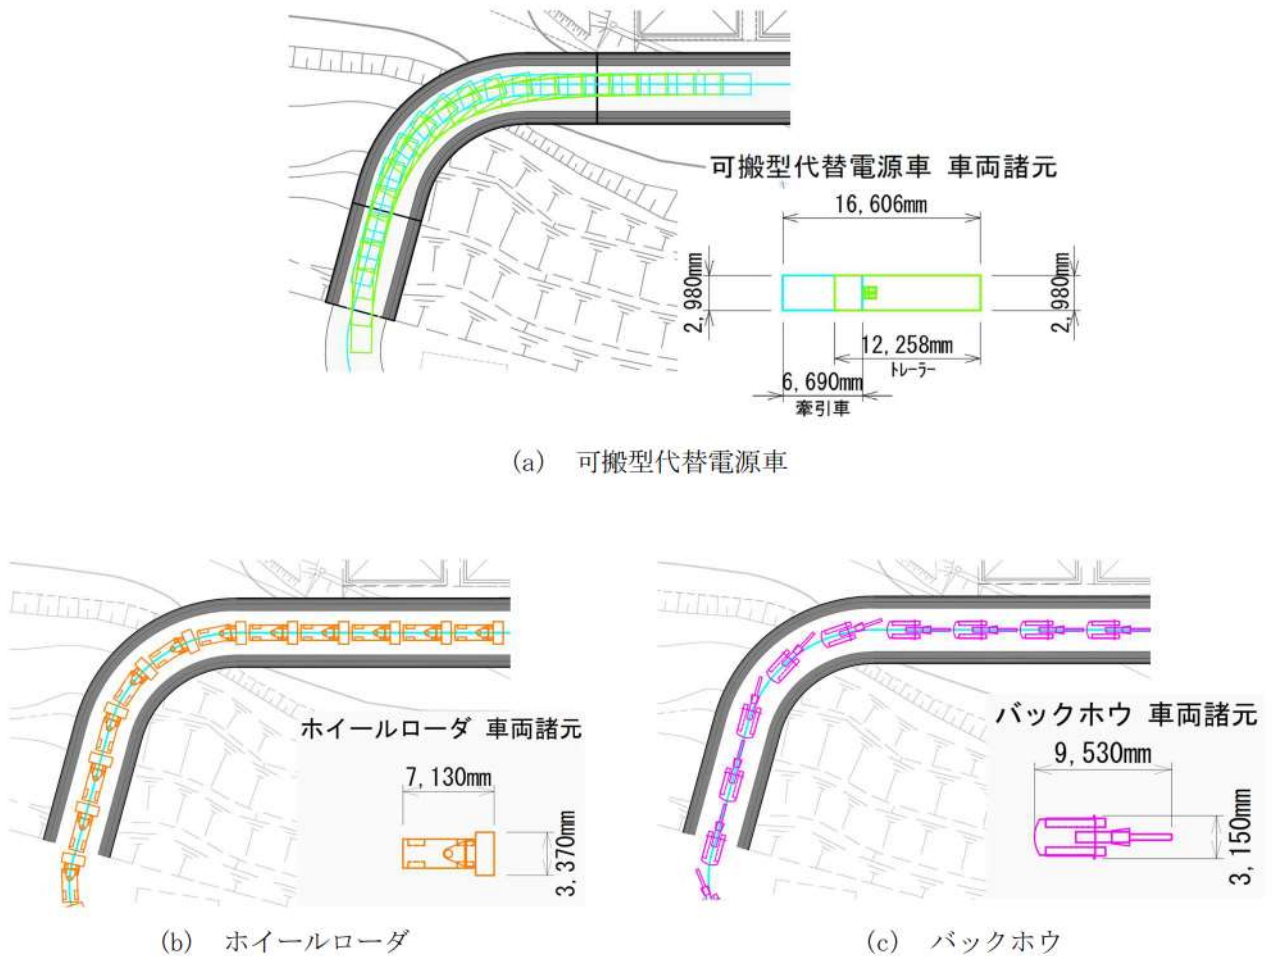 可搬型代替電源車 車両諸元
16,606mm
2,980mm
2,980mm
12,258mm
トレーラー
6,690mm
牽引車
(a) 可搬型代替電源車
ホイールローダ 車両諸元
7,130mm
3,370mm
(b) ホイールローダ
バックホウ 車両諸元
9,530mm
3,150mm
(c) バックホウ